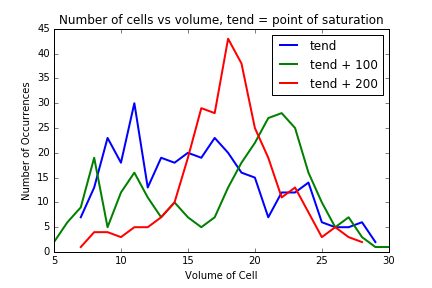 Number of cells vs volume, tend = point of saturation
45
40
35
30
25
20
15
10
5
0
Number of Occurrences
tend
tend + 100
tend + 200
5
10
15
20
25
30
Volume of Cell